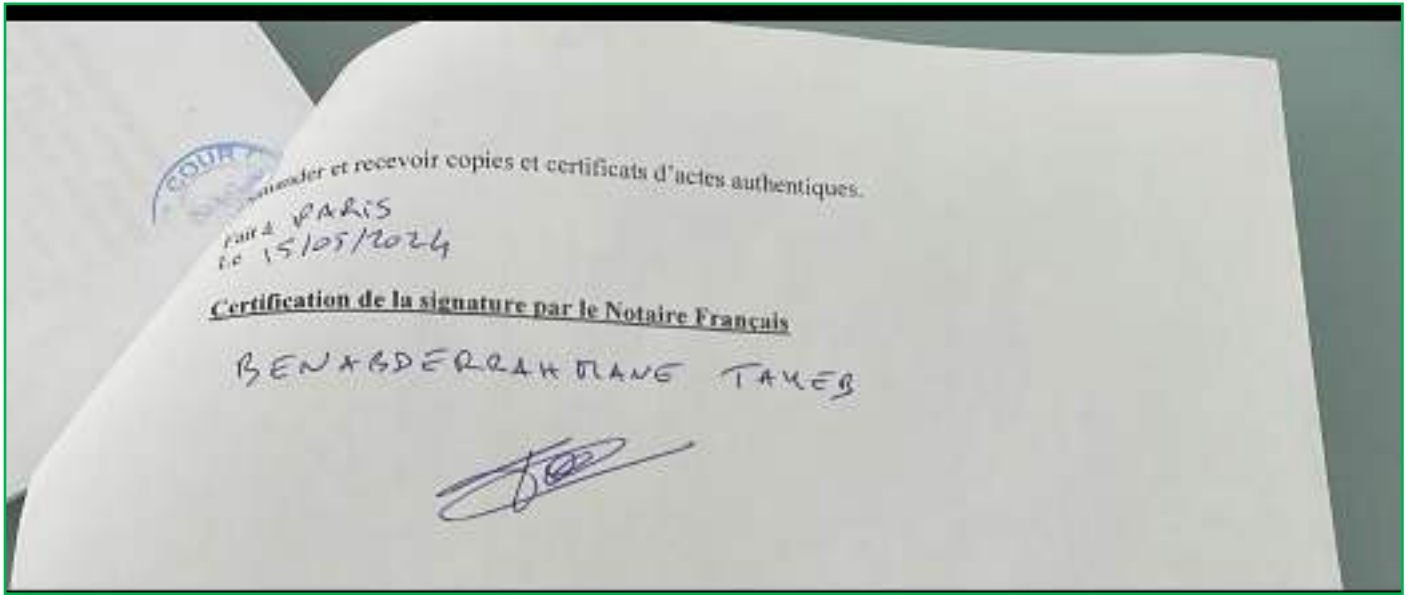 COUR
et recevoir copies et certificats d'actes authentiques.
Fait à PARiS
Le 15/05/2024
Certification de la signature par le Notaire Français
BENABDERRAHMANE TAYEB